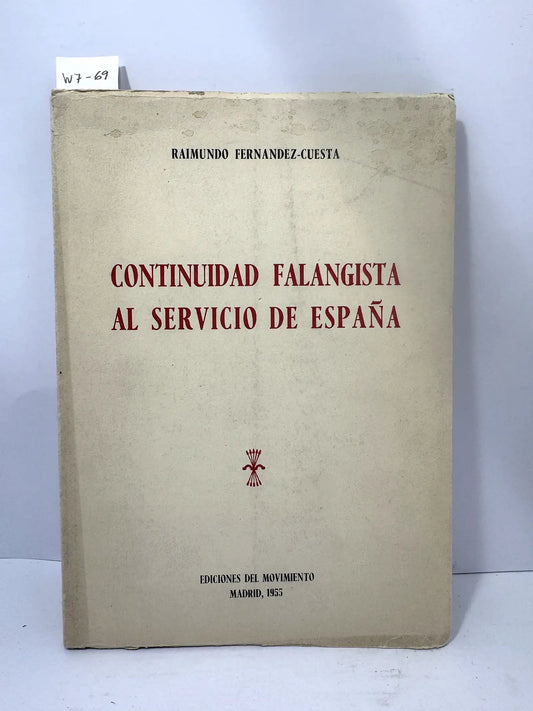 W7-69
RAIMUNDO FERNANDEZ-CUESTA
CONTINUIDAD FALANGISTA
AL SERVICIO DE ESPAÑA
EDICIONES DEL MOVIMIENTO
MADRID, 1955